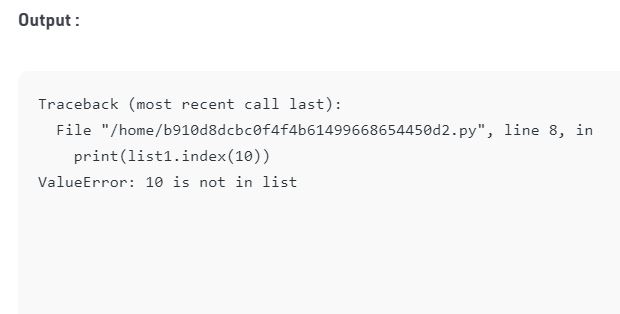 Output :
Traceback (most recent call last):
File "/home/b910d8dcbc0f4f4b61499668654450d2.py", line 8, in
print(list1.index(10))
ValueError: 10 is not in list